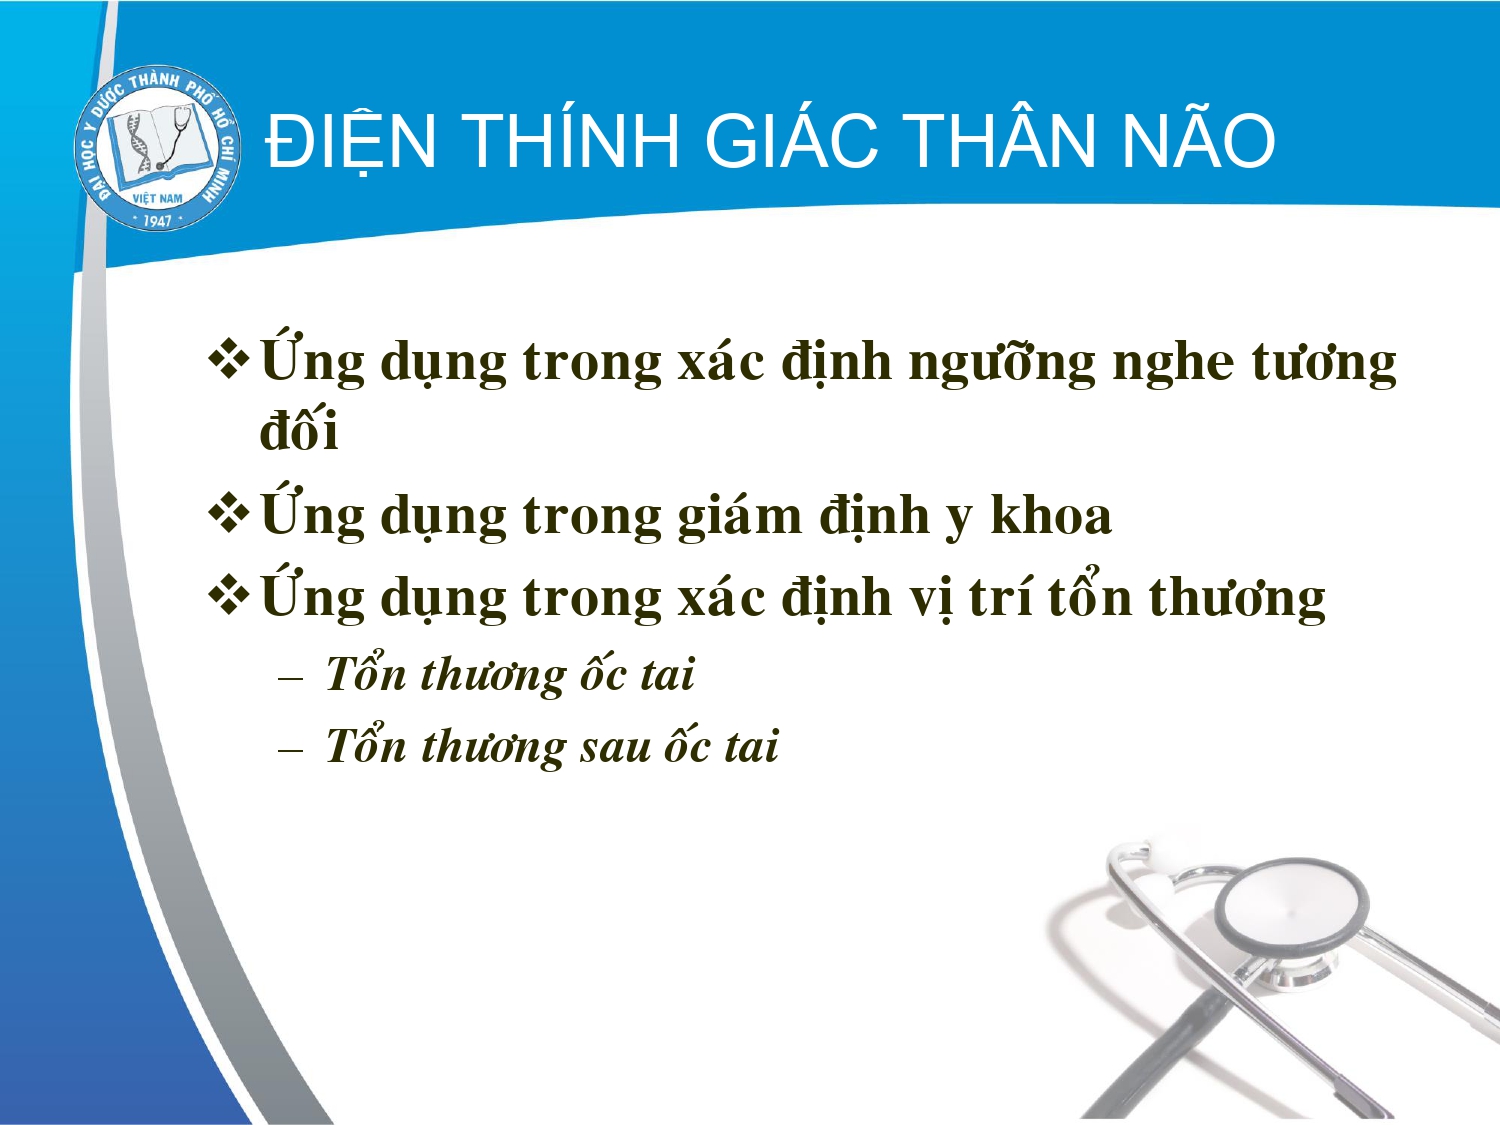 ĐẠI HỌC Y DƯỢC THÀNH PHỐ HỒ CHÍ MINH
VIỆT NAM
1947
ĐIỆN THÍNH GIÁC THÂN NÃO
❖Ứng dụng trong xác định ngưỡng nghe tương
đối
❖Ứng dụng trong giám định y khoa
❖Ứng dụng trong xác định vị trí tổn thương
– Tổn thương ốc tai
– Tổn thương sau ốc tai